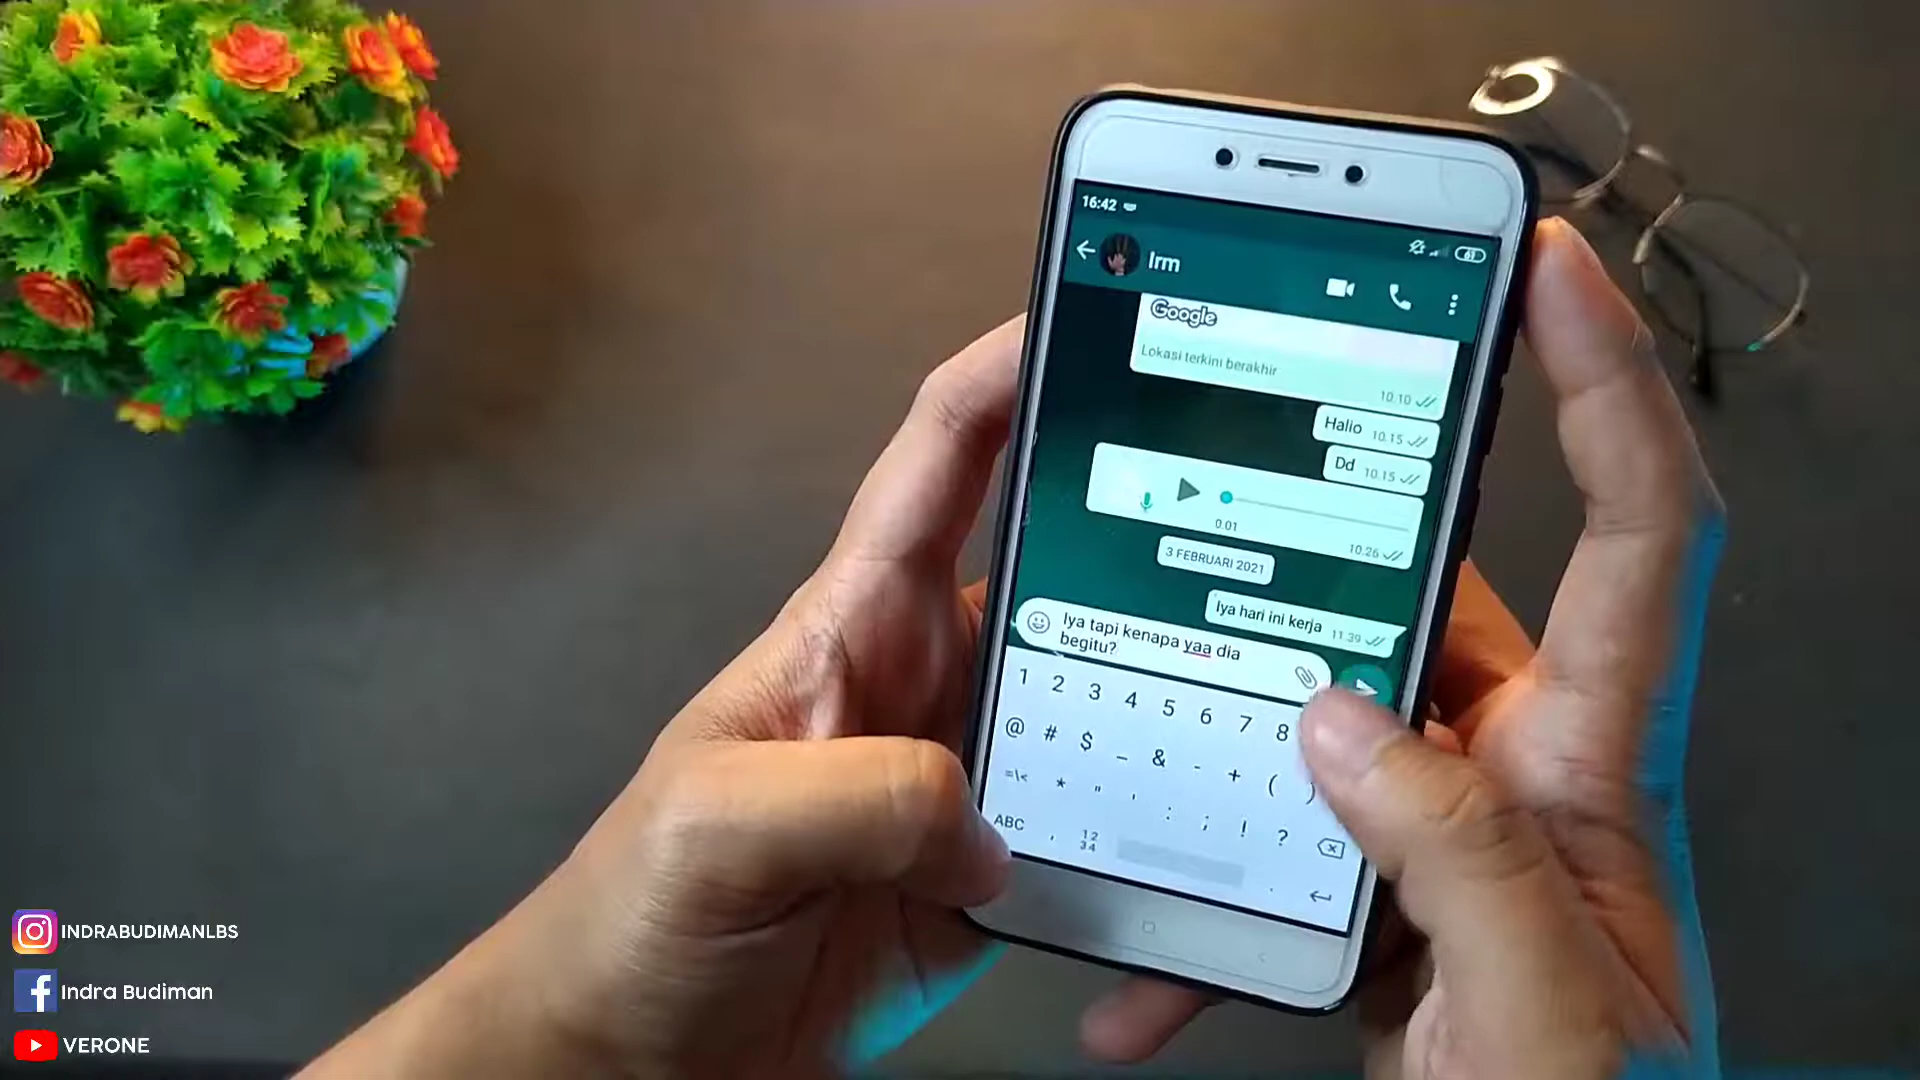 16:42
63
Irm
Google
Lokasi terkini berakhir
10.10
Halio 10.15
Dd 10.15
0.01
10.26
3 FEBRUARI 2021
Iya hari ini kerja 11.39
Iya tapi kenapa yaa dia
begitu?
1 2 3 4 5 6 7 8
@ # $ _ & - + ( )
=\< * " ' : ; ! ?
ABC , 12 34 .
INDRABUDIMANLBS
Indra Budiman
VERONE